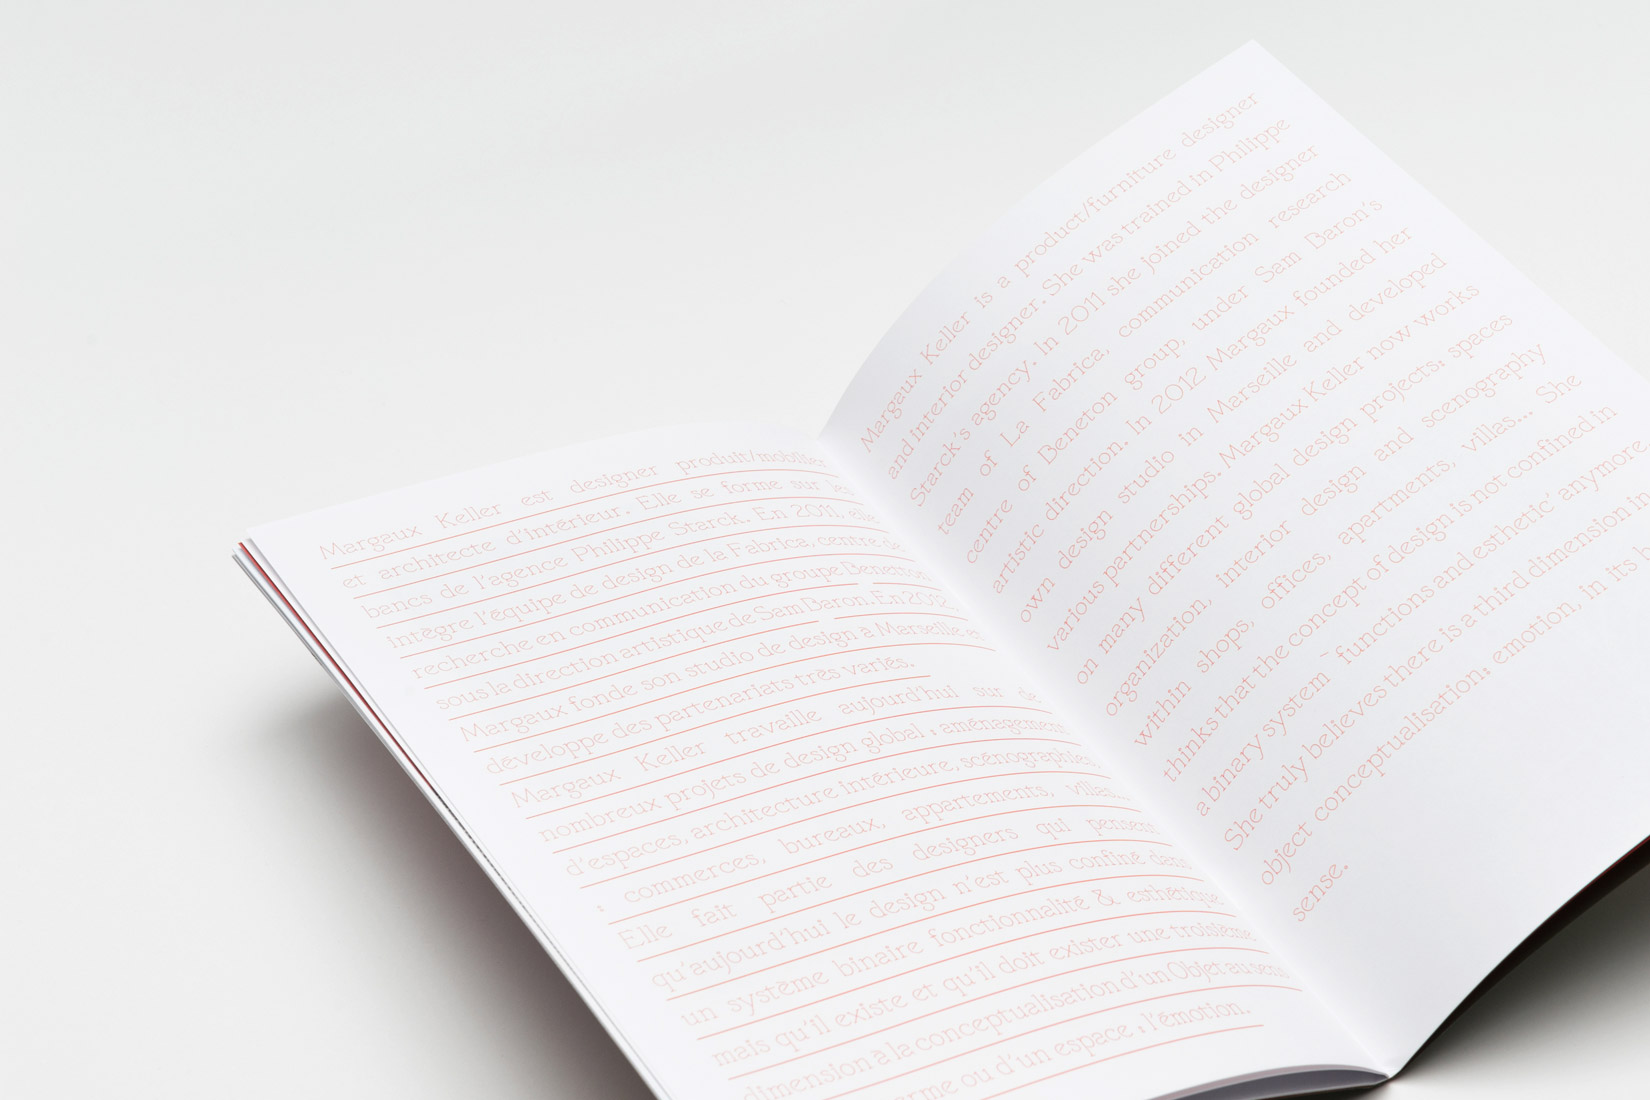 Margaux Keller est designer produit/mobilier
et architecte d'intérieur. Elle se forme sur les
bancs de l'agence Philippe Starck. En 2011, elle
intègre l'équipe de design de la Fabrica, centre de
recherche en communication du groupe Benetton
sous la direction artistique de Sam Baron. En 2012,
Margaux fonde son studio de design à Marseille et
développe des partenariats très variés.
Margaux Keller travaille aujourd'hui sur de
nombreux projets de design global : aménagements
d'espaces, architecture intérieure, scénographies
: commerces, bureaux, appartements, villas...
Elle fait partie des designers qui pensent
qu'aujourd'hui le design n'est plus confiné dans
un système binaire fonctionnalité & esthétique
mais qu'il existe et qu'il doit exister une troisième
dimension à la conceptualisation d'un Objet au sens
ou d'un espace : l'émotion.
Margaux Keller is a product/furniture designer
and interior designer. She was trained in Philippe
Starck's agency. In 2011 she joined the designer
team of La Fabrica, communication research
centre of Beneton group, under Sam Baron's
artistic direction. In 2012 Margaux founded her
own design studio in Marseille and developed
various partnerships. Margaux Keller now works
on many different global design projects: spaces
organization, interior design and scenography
within shops, offices, apartments, villas... She
thinks that the concept of design is not confined in
a binary system – functions and esthetic' anymore.
She truly believes there is a third dimension in
object conceptualisation: emotion, in its
sense.